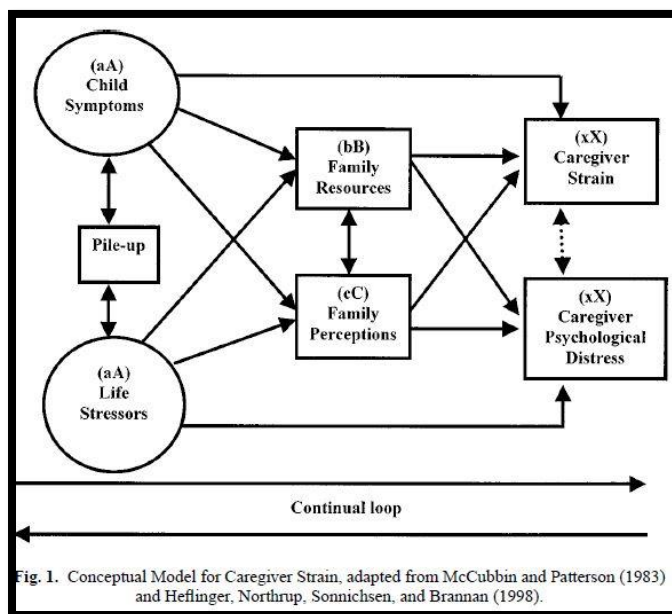 (aA)
Child
Symptoms
(bB)
Family
Resources
(xX)
Caregiver
Strain
Pile-up
(cC)
Family
Perceptions
(xX)
Caregiver
Psychological
Distress
(aA)
Life
Stressors
Continual loop
Fig. 1. Conceptual Model for Caregiver Strain, adapted from McCubbin and Patterson (1983)
and Heflinger, Northrup, Sonnichsen, and Brannan (1998).